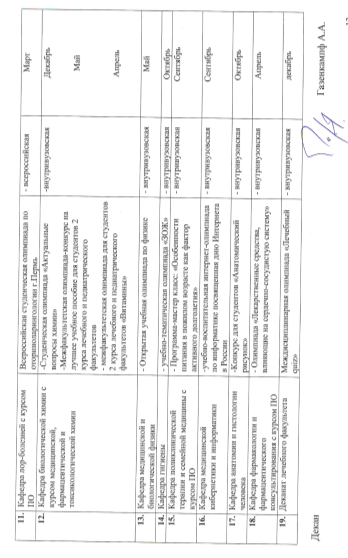 11. Кафедра лор-болезней с курсом ПО
Всероссийская студенческая олимпиада по оториноларингологии г.Пермь
- всероссийская
Март
12. Кафедра биологической химии с курсом медицинской, фармацевтической и токсикологической химии
-Студенческая олимпиада «Актуальные вопросы химии»
-внутривузовская
Декабрь
-Межфакультетская олимпиада-конкурс на лучшее учебное пособие для студентов 2 курса лечебного и педиатрического факультетов
Май
- межфакультетская олимпиада для студентов 2 курса лечебного и педиатрического факультетов «Витамины»
Апрель
13. Кафедра медицинской и биологической физики
- Открытая учебная олимпиада по физике
- внутривузовская
Май
14. Кафедра гигиены
- учебно-тематическая олимпиада «ЗОЖ»
- внутривузовская
Октябрь
15. Кафедра поликлинической терапии и семейной медицины с курсом ПО
- Программа-мастер класс: «Особенности питания в пожилом возрасте как фактор активного долголетия»
- внутривузовская
Сентябрь
16. Кафедра медицинской кибернетики и информатики
-учебно-воспитательная интернет-олимпиада по информатике посвященная дню Интернета в России
- внутривузовская
Сентябрь
17. Кафедра анатомии и гистологии человека
-Конкурс для студентов «Анатомический рисунок»
- внутривузовская
Октябрь
18. Кафедра фармакологии и фармацевтического консультирования с курсом ПО
- Олимпиада «Лекарственные средства, влияющие на сердечно-сосудистую систему»
- внутривузовская
Апрель
19. Деканат лечебного факультета
Междисциплинарная олимпиада «Лечебный quiz»
- внутривузовская
декабрь
Декан
Газенкампф А.А.